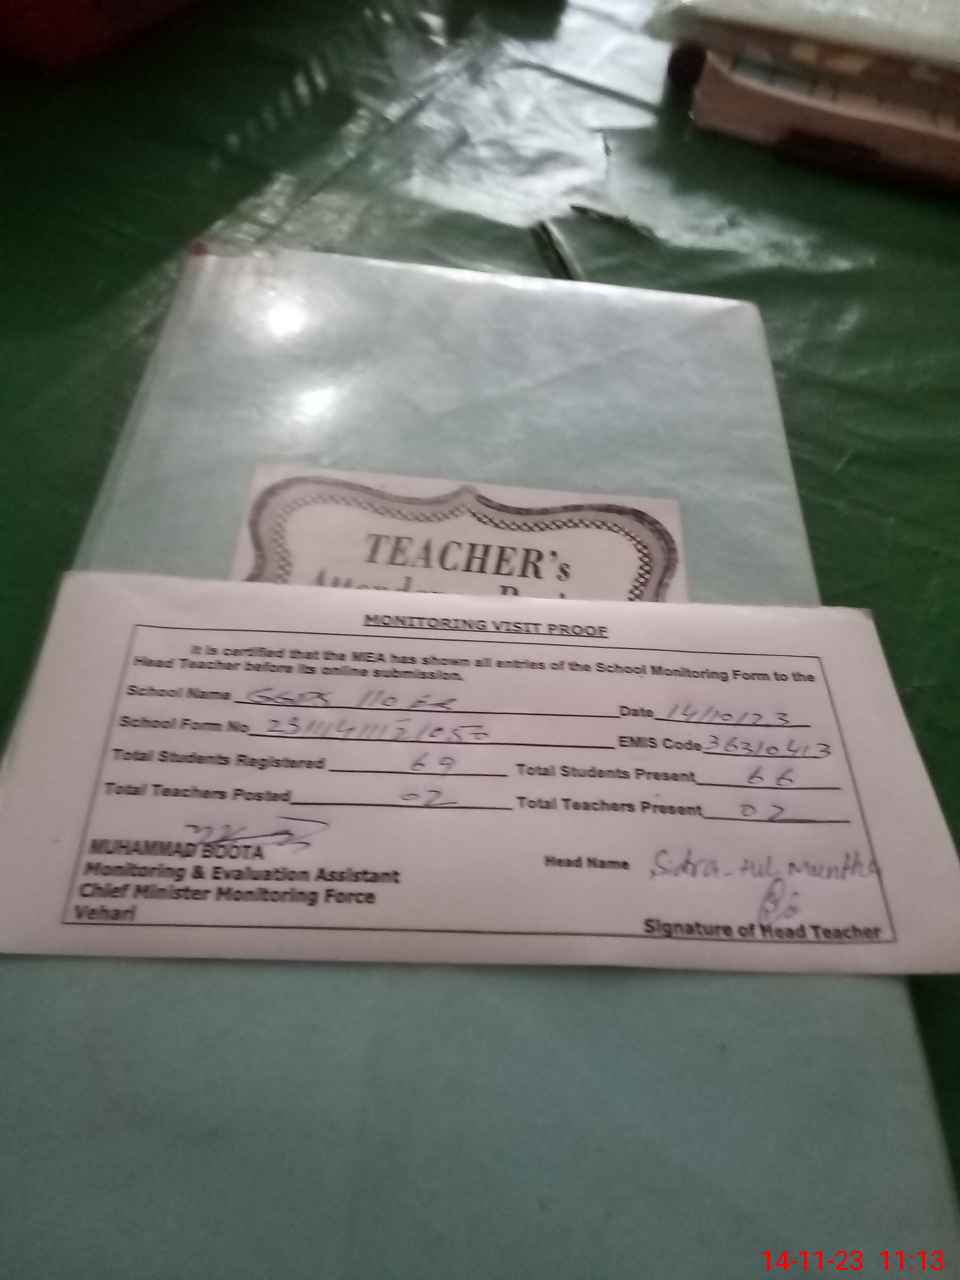 TEACHER's
MONITORING VISIT PROOF
It is certified that the MEA has shown all entries of the School Monitoring Form to the
Head Teacher before its online submission.
School Name GGPS 110 EB Date 14/10/23
School Form No EMIS Code 36310413
Total Students Registered 69 Total Students Present 66
Total Teachers Posted 02 Total Teachers Present 02
MUHAMMAD BOOTA
Monitoring & Evaluation Assistant Head Name
Chief Minister Monitoring Force
Vehari Signature of Head Teacher
14-11-23 11:13